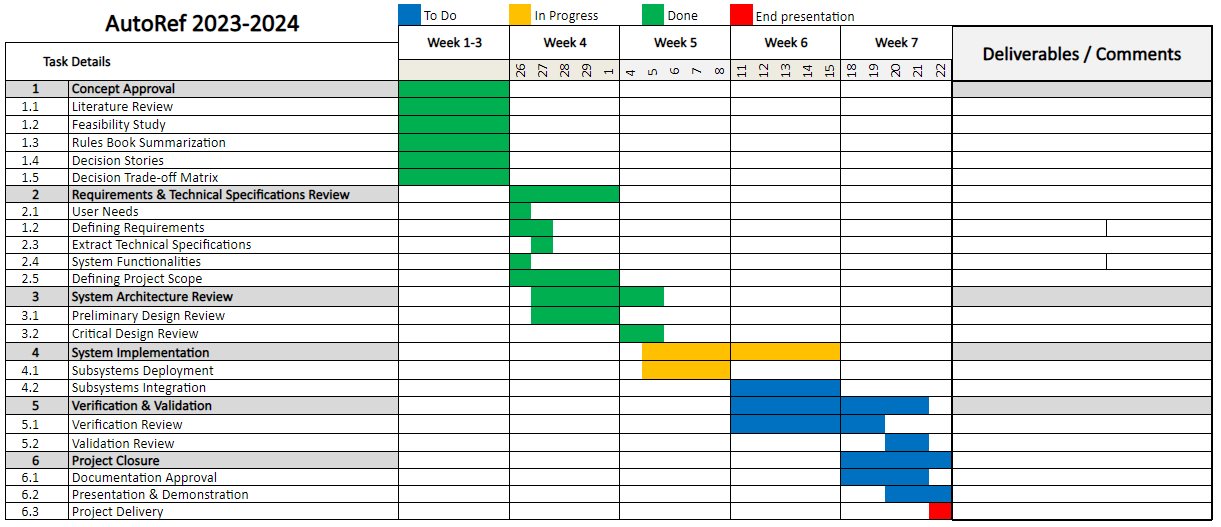 AutoRef 2023-2024
To Do In Progress Done End presentation
Task Details Week 1-3 Week 4 Week 5 Week 6 Week 7 Deliverables / Comments
26 27 28 29 1 4 5 6 7 8 11 12 13 14 15 18 19 20 21 22
1 Concept Approval
1.1 Literature Review
1.2 Feasibility Study
1.3 Rules Book Summarization
1.4 Decision Stories
1.5 Decision Trade-off Matrix
2 Requirements & Technical Specifications Review
2.1 User Needs
1.2 Defining Requirements
2.3 Extract Technical Specifications
2.4 System Functionalities
2.5 Defining Project Scope
3 System Architecture Review
3.1 Preliminary Design Review
3.2 Critical Design Review
4 System Implementation
4.1 Subsystems Deployment
4.2 Subsystems Integration
5 Verification & Validation
5.1 Verification Review
5.2 Validation Review
6 Project Closure
6.1 Documentation Approval
6.2 Presentation & Demonstration
6.3 Project Delivery